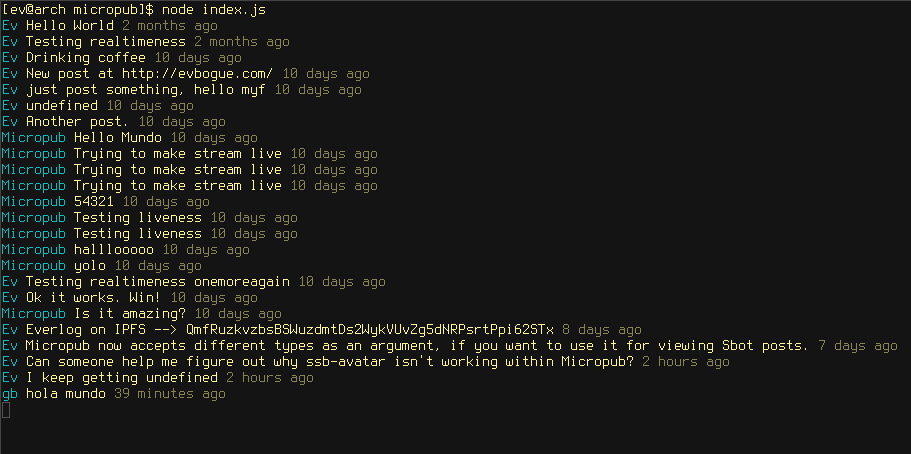 [ev@arch micropub]$ node index.js
Ev Hello World 2 months ago
Ev Testing realtimeness 2 months ago
Ev Drinking coffee 10 days ago
Ev New post at http://evbogue.com/ 10 days ago
Ev just post something, hello myf 10 days ago
Ev undefined 10 days ago
Ev Another post. 10 days ago
Micropub Hello Mundo 10 days ago
Micropub Trying to make stream live 10 days ago
Micropub Trying to make stream live 10 days ago
Micropub Trying to make stream live 10 days ago
Micropub 54321 10 days ago
Micropub Testing liveness 10 days ago
Micropub Testing liveness 10 days ago
Micropub halllooooo 10 days ago
Micropub yolo 10 days ago
Ev Testing realtimeness onemoreagain 10 days ago
Ev Ok it works. Win! 10 days ago
Micropub Is it amazing? 10 days ago
Ev Everlog on IPFS --> QmfRuzkvzbsBSWuzdmtDs2WykVUvZg5dNRPsrtPpi62STx 8 days ago
Ev Micropub now accepts different types as an argument, if you want to use it for viewing Sbot posts. 7 days ago
Ev Can someone help me figure out why ssb-avatar isn't working within Micropub? 2 hours ago
Ev I keep getting undefined 2 hours ago
gb hola mundo 39 minutes ago